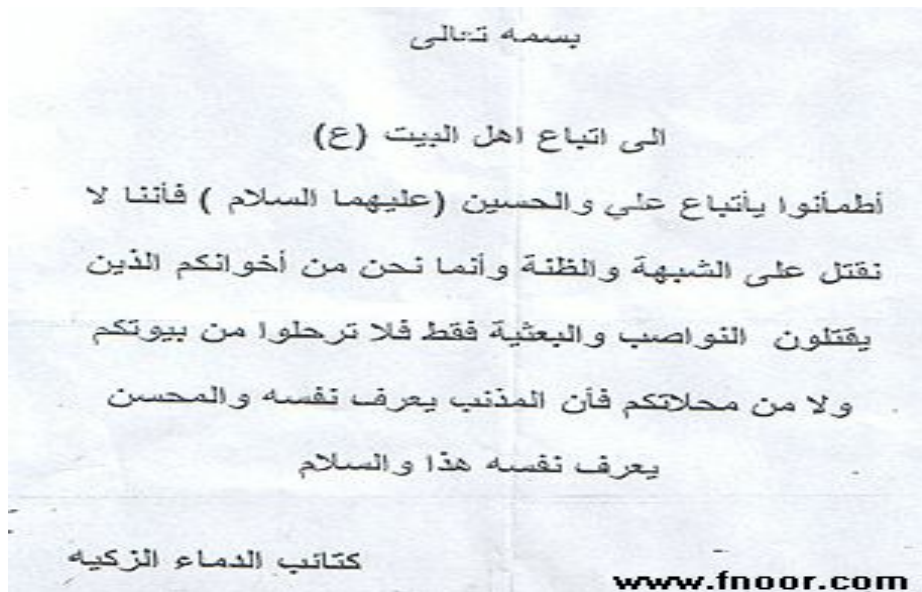 بسمه تعالى
الى اتباع اهل البيت (ع)
أطمأنوا يأتباع علي والحسين (عليهما السلام ) فأننا لا
نقتل على الشبهة والظنة وأنما نحن من أخوانكم الذين
يقتلون النواصب والبعثية فقط فلا ترحلوا من بيوتكم
ولا من محلاتكم فأن المذنب يعرف نفسه والمحسن
يعرف نفسه هذا والسلام
كتائب الدماء الزكيه
www.fnoor.com